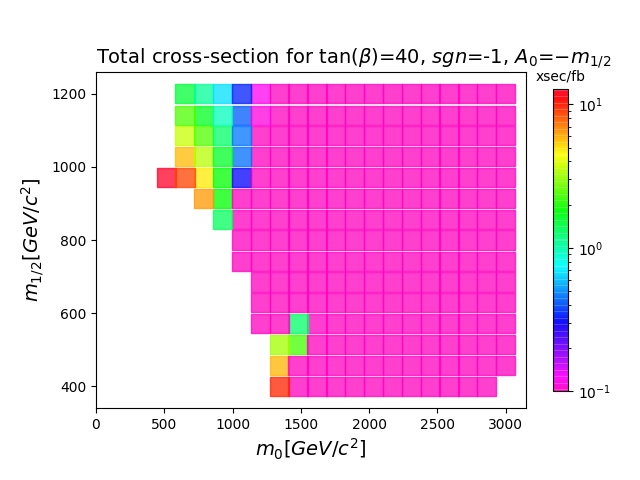 Total cross-section for tan(β)=40, sgn=-1, A₀=−m₁/₂
xsec/fb
10¹
10⁰
10⁻¹
1200
1000
800
600
400
m₁/₂[GeV/c²]
0 500 1000 1500 2000 2500 3000
m₀[GeV/c²]